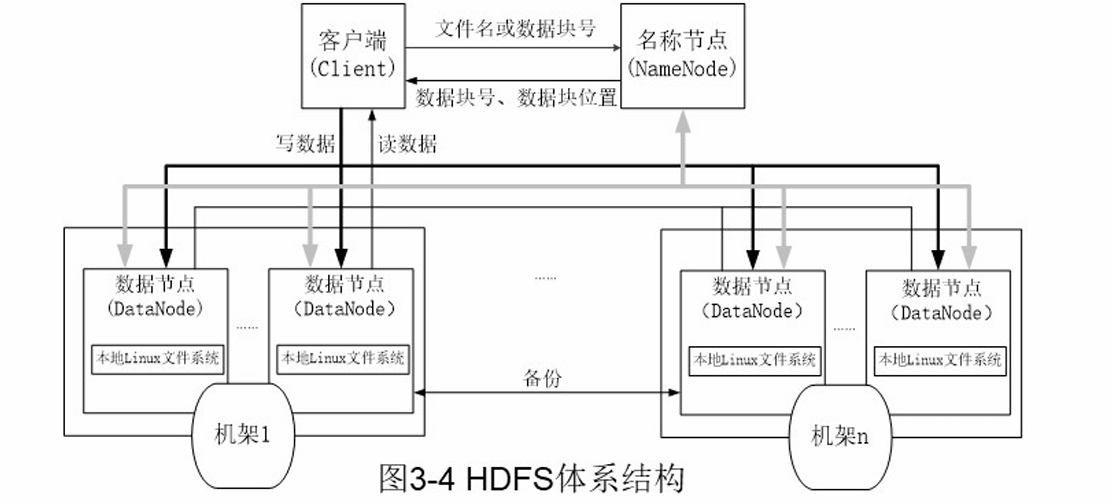 客户端
(Client)
文件名或数据块号
名称节点
(NameNode)
数据块号、数据块位置
写数据
读数据
数据节点
(DataNode)
本地Linux文件系统
……
数据节点
(DataNode)
本地Linux文件系统
机架1
……
备份
数据节点
(DataNode)
本地Linux文件系统
……
数据节点
(DataNode)
本地Linux文件系统
机架n
图3-4 HDFS体系结构